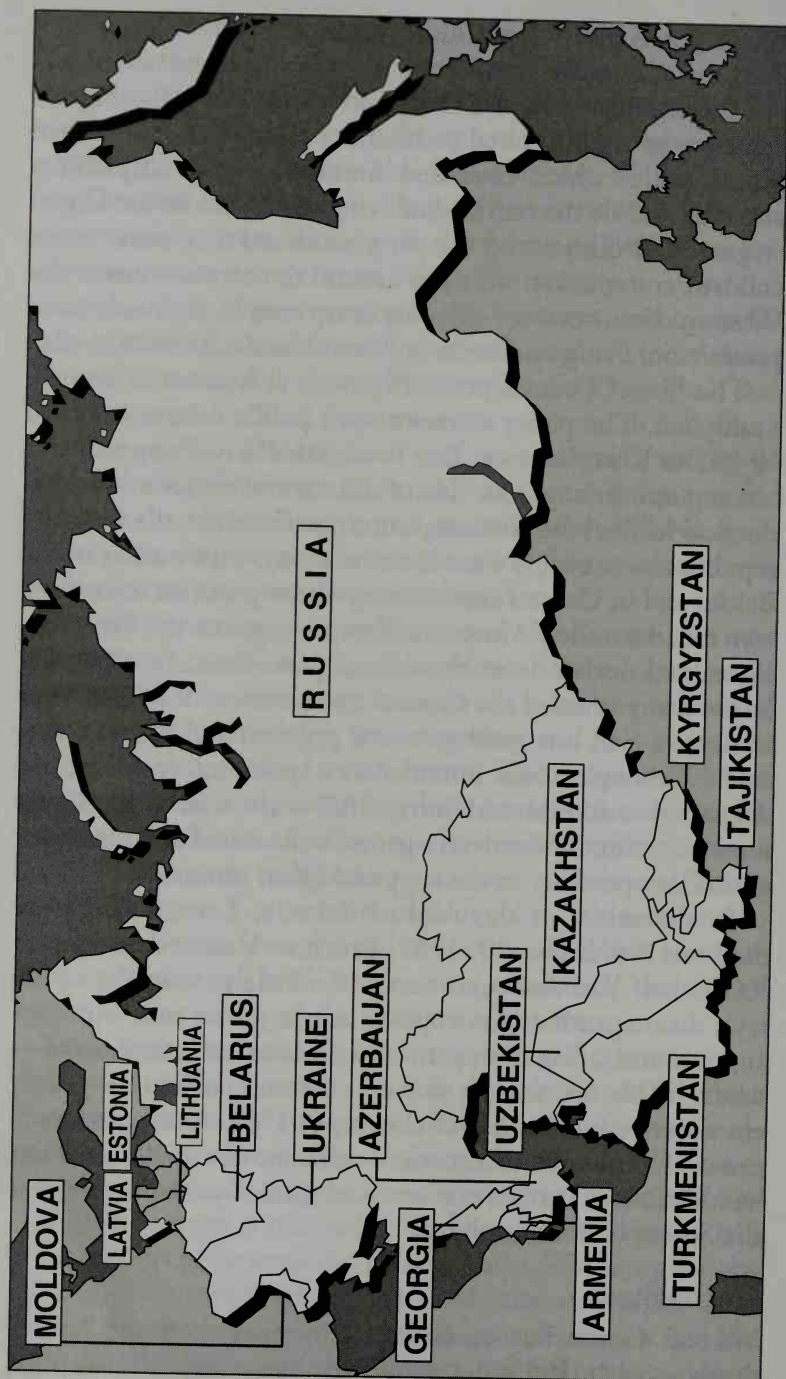 MOLDOVA
LATVIA
ESTONIA
LITHUANIA
BELARUS
UKRAINE
AZERBAIJAN
GEORGIA
ARMENIA
RUSSIA
UZBEKISTAN
KAZAKHSTAN
TURKMENISTAN
KYRGYZSTAN
TAJIKISTAN